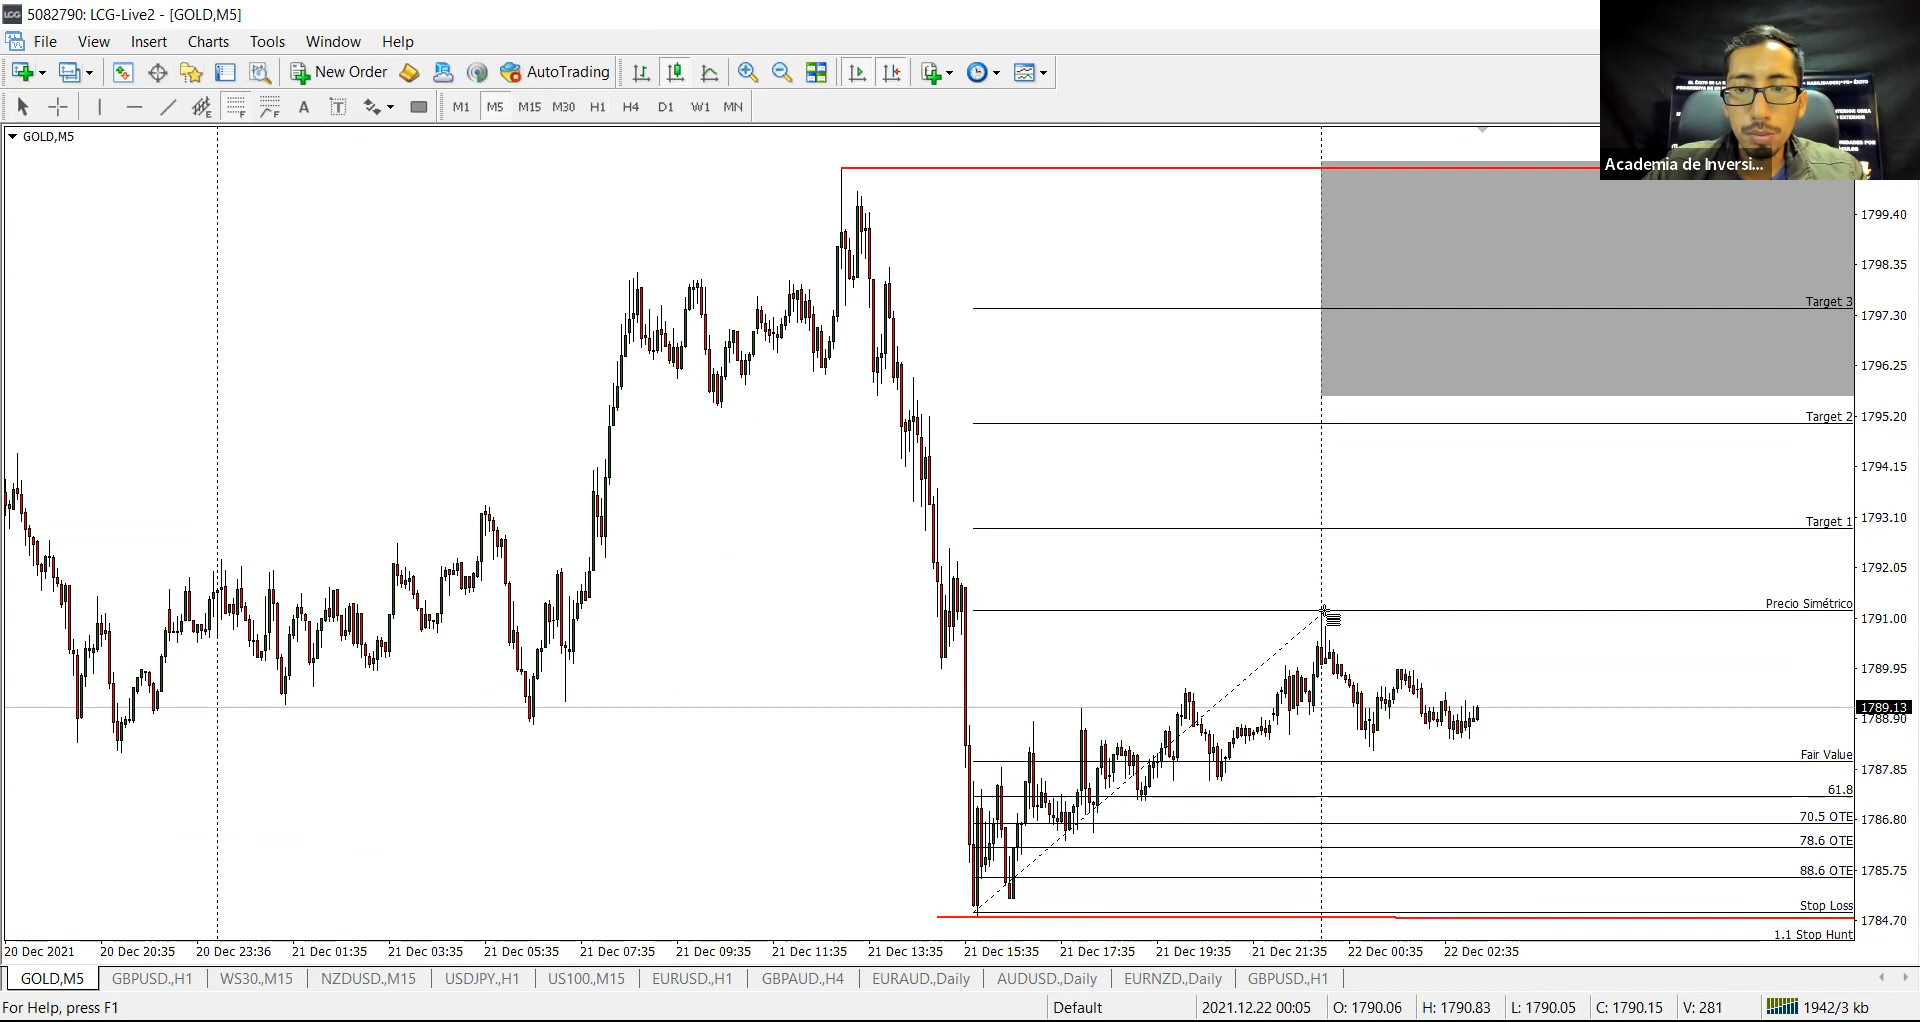 5082790: LCG-Live2 - [GOLD,M5]
File View Insert Charts Tools Window Help
New Order AutoTrading
A T M1 M5 M15 M30 H1 H4 D1 W1 MN
GOLD,M5
Academia de Inversi...
1799.40
1798.35
Target 3
1797.30
1796.25
Target 2
1795.20
1794.15
Target 1
1793.10
1792.05
Precio Simétrico
1791.00
1789.95
1789.13
1788.90
Fair Value
1787.85
61.8
70.5 OTE
1786.80
78.6 OTE
88.6 OTE
1785.75
Stop Loss
1784.70
1.1 Stop Hunt
20 Dec 2021 20 Dec 20:35 20 Dec 23:36 21 Dec 01:35 21 Dec 03:35 21 Dec 05:35 21 Dec 07:35 21 Dec 09:35 21 Dec 11:35 21 Dec 13:35 21 Dec 15:35 21 Dec 17:35 21 Dec 19:35 21 Dec 21:35 22 Dec 00:35 22 Dec 02:35
GOLD,M5 GBPUSD.,H1 WS30.,M15 NZDUSD.,M15 USDJPY.,H1 US100.,M15 EURUSD.,H1 GBPAUD.,H4 EURAUD.,Daily AUDUSD.,Daily EURNZD.,Daily GBPUSD.,H1
For Help, press F1 Default 2021.12.22 00:05 O: 1790.06 H: 1790.83 L: 1790.05 C: 1790.15 V: 281 1942/3 kb